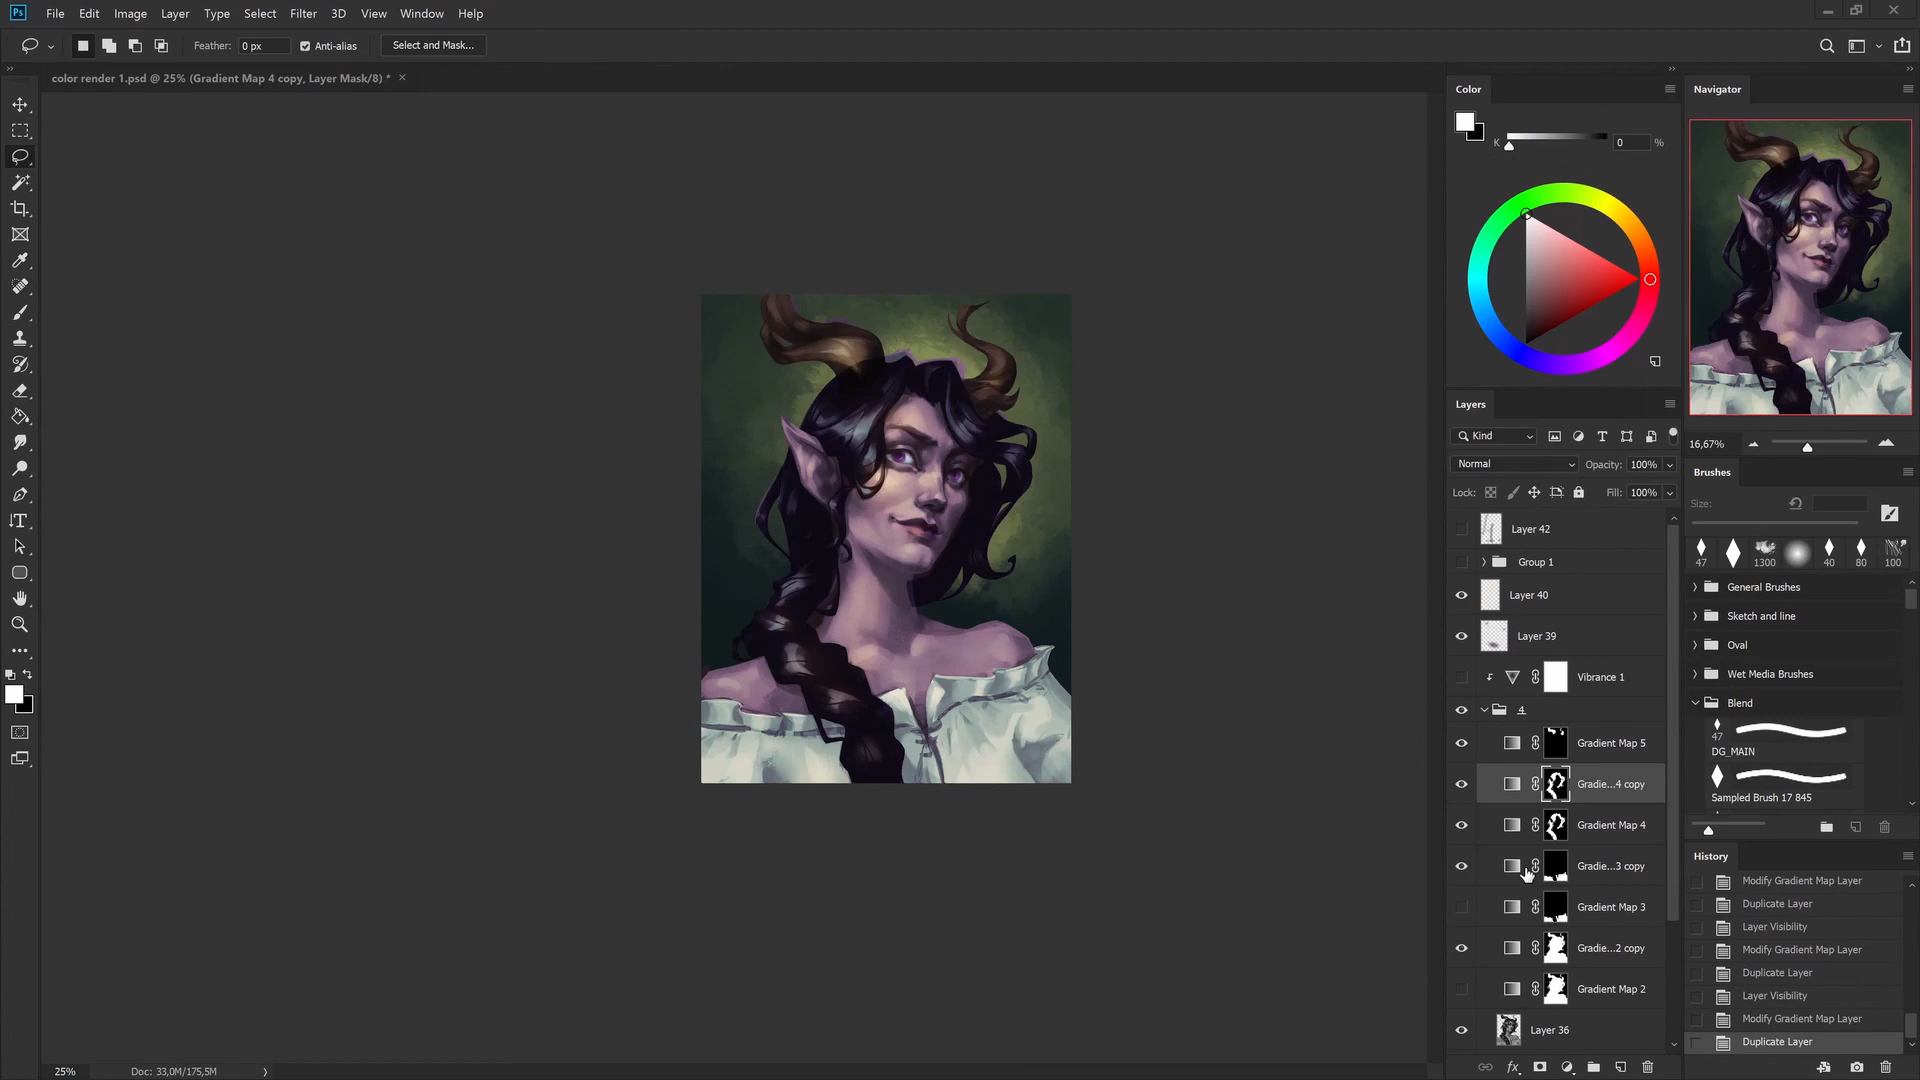 Ps File Edit Image Layer Type Select Filter 3D View Window Help
Feather: 0 px Anti-alias Select and Mask...
color render 1.psd @ 25% (Gradient Map 4 copy, Layer Mask/8) *
Color
K 0 %
Navigator
16,67%
Layers
Kind
Normal Opacity: 100%
Lock: Fill: 100%
Layer 42
Group 1
Layer 40
Layer 39
Vibrance 1
4
Gradient Map 5
Gradie...4 copy
Gradient Map 4
Gradie...3 copy
Gradient Map 3
Gradie...2 copy
Gradient Map 2
Layer 36
fx
Brushes
Size:
47 1300 40 80 100
General Brushes
Sketch and line
Oval
Wet Media Brushes
Blend
47
DG_MAIN
Sampled Brush 17 845
History
Modify Gradient Map Layer
Duplicate Layer
Layer Visibility
Modify Gradient Map Layer
Duplicate Layer
Layer Visibility
Modify Gradient Map Layer
Duplicate Layer
25% Doc: 33,0M/175,5M